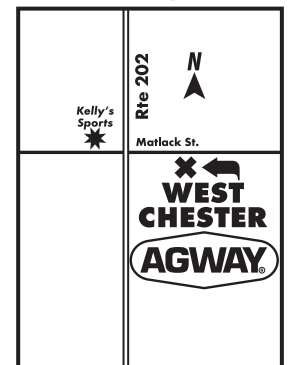 Rte 202
N
Kelly's
Sports
Matlack St.
WEST
CHESTER
AGWAY®